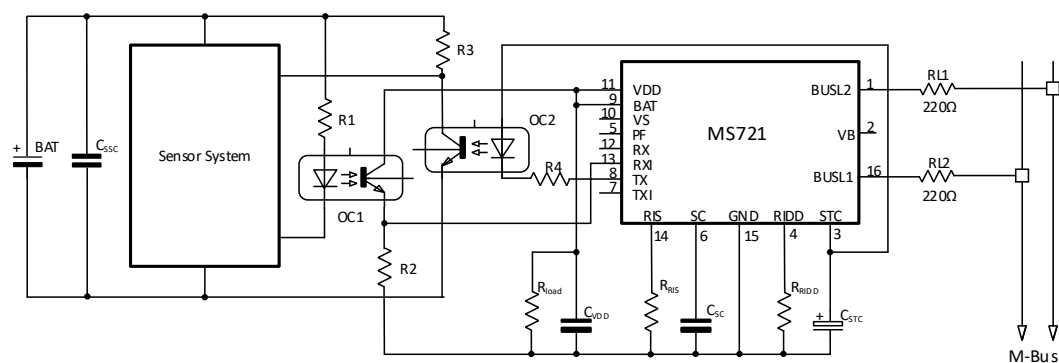 R3
OC2
R1
OC1
+ BAT
C_SSC
Sensor System
R2
R4
R_load
C_VDD
11 VDD
9 BAT
10 VS
5 PF
12 RX
13 RXI
8 TX
7 TXI
MS721
BUSL2 1
VB 2
BUSL1 16
RIS SC GND RIDD STC
14 6 15 4 3
RL1
220Ω
RL2
220Ω
R_RIS
C_SC
R_RIDD
+ C_STC
M-Bus